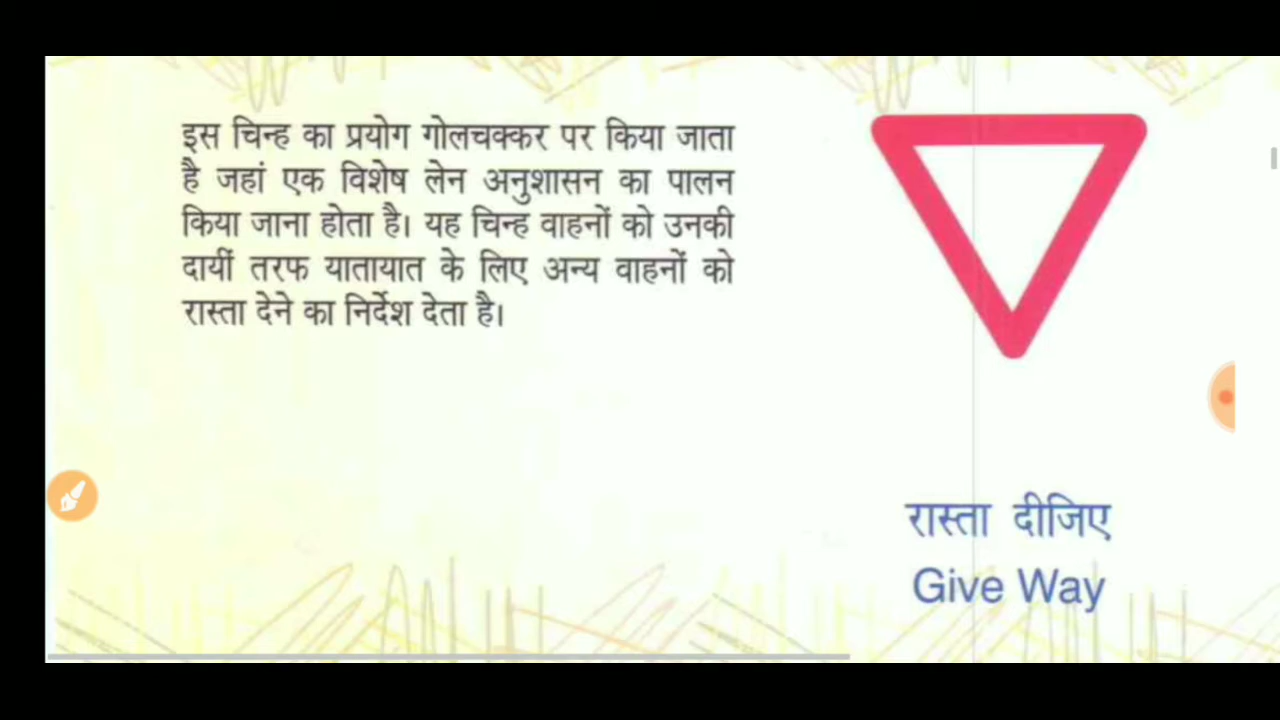 इस चिन्ह का प्रयोग गोलचक्कर पर किया जाता
है जहां एक विशेष लेन अनुशासन का पालन
किया जाना होता है। यह चिन्ह वाहनों को उनकी
दायीं तरफ यातायात के लिए अन्य वाहनों को
रास्ता देने का निर्देश देता है।
रास्ता दीजिए
Give Way